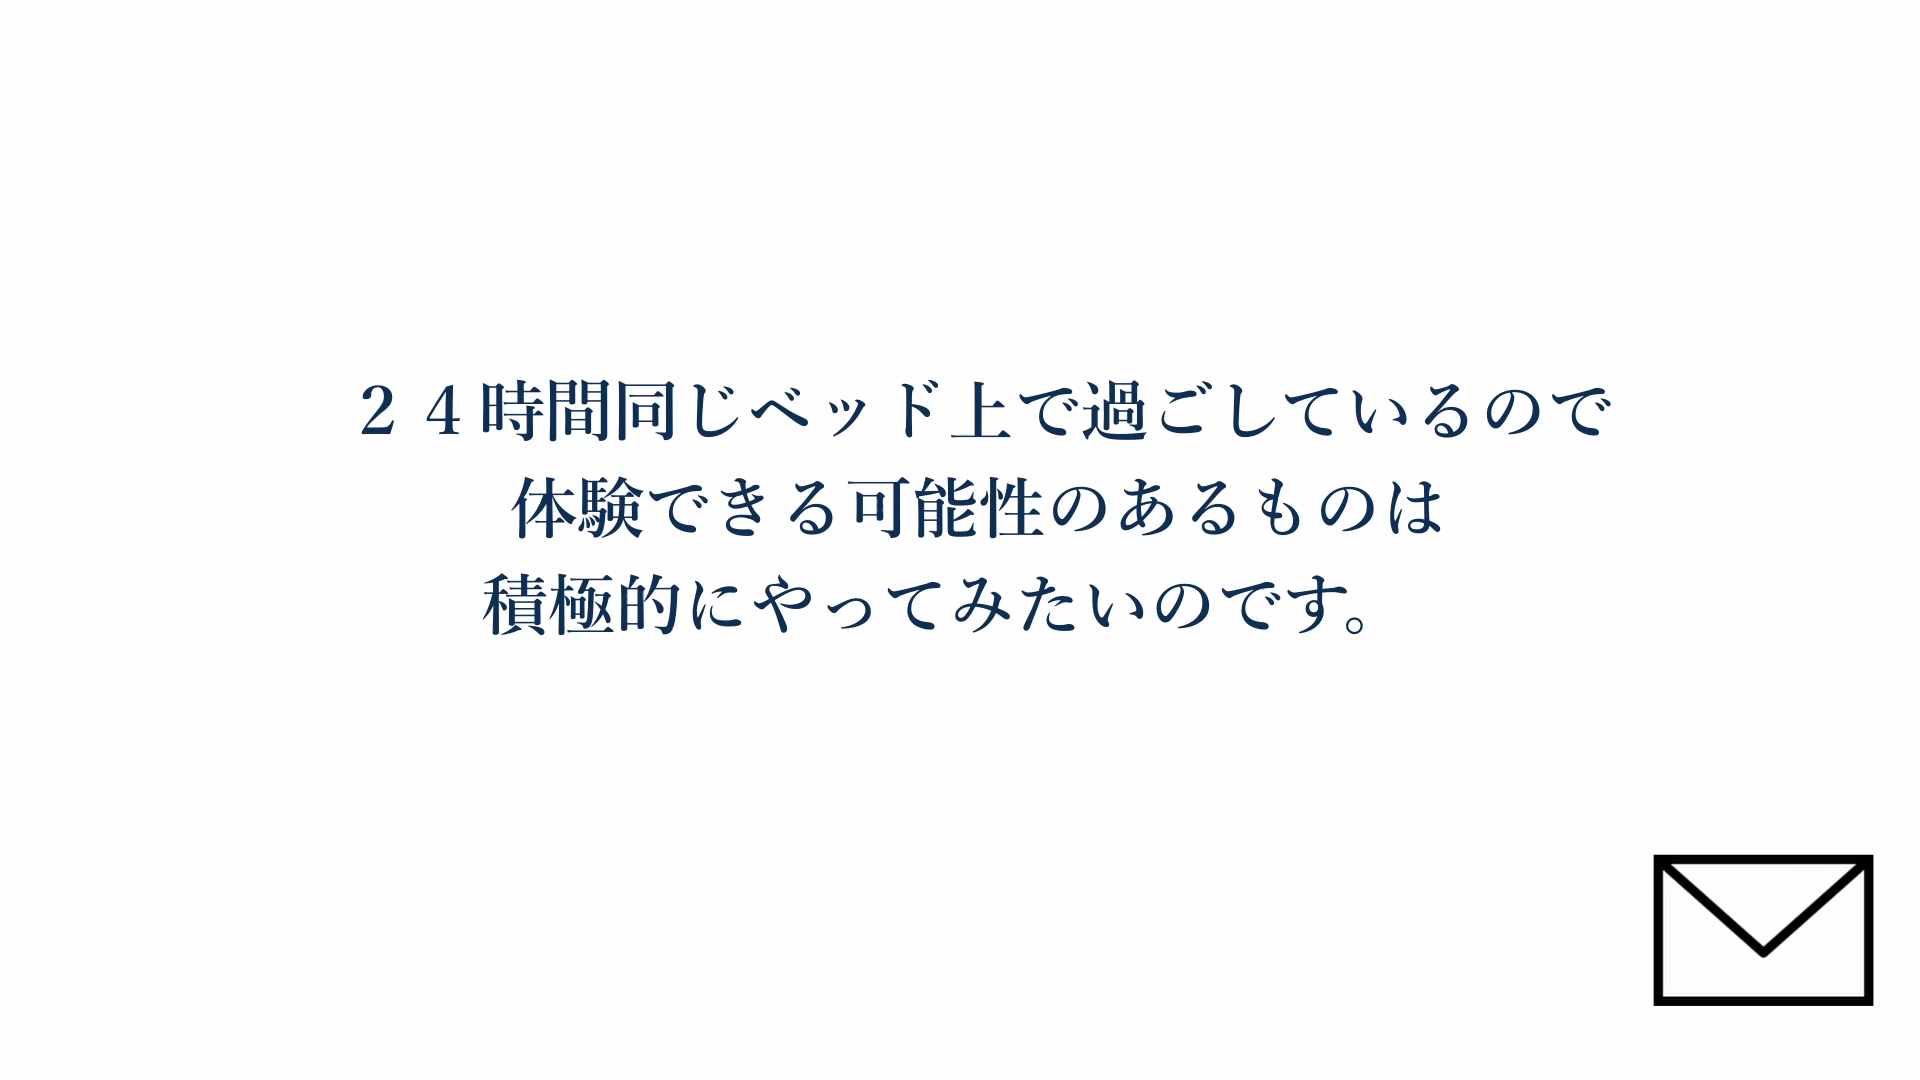 ２４時間同じベッド上で過ごしているので
体験できる可能性のあるものは
積極的にやってみたいのです。